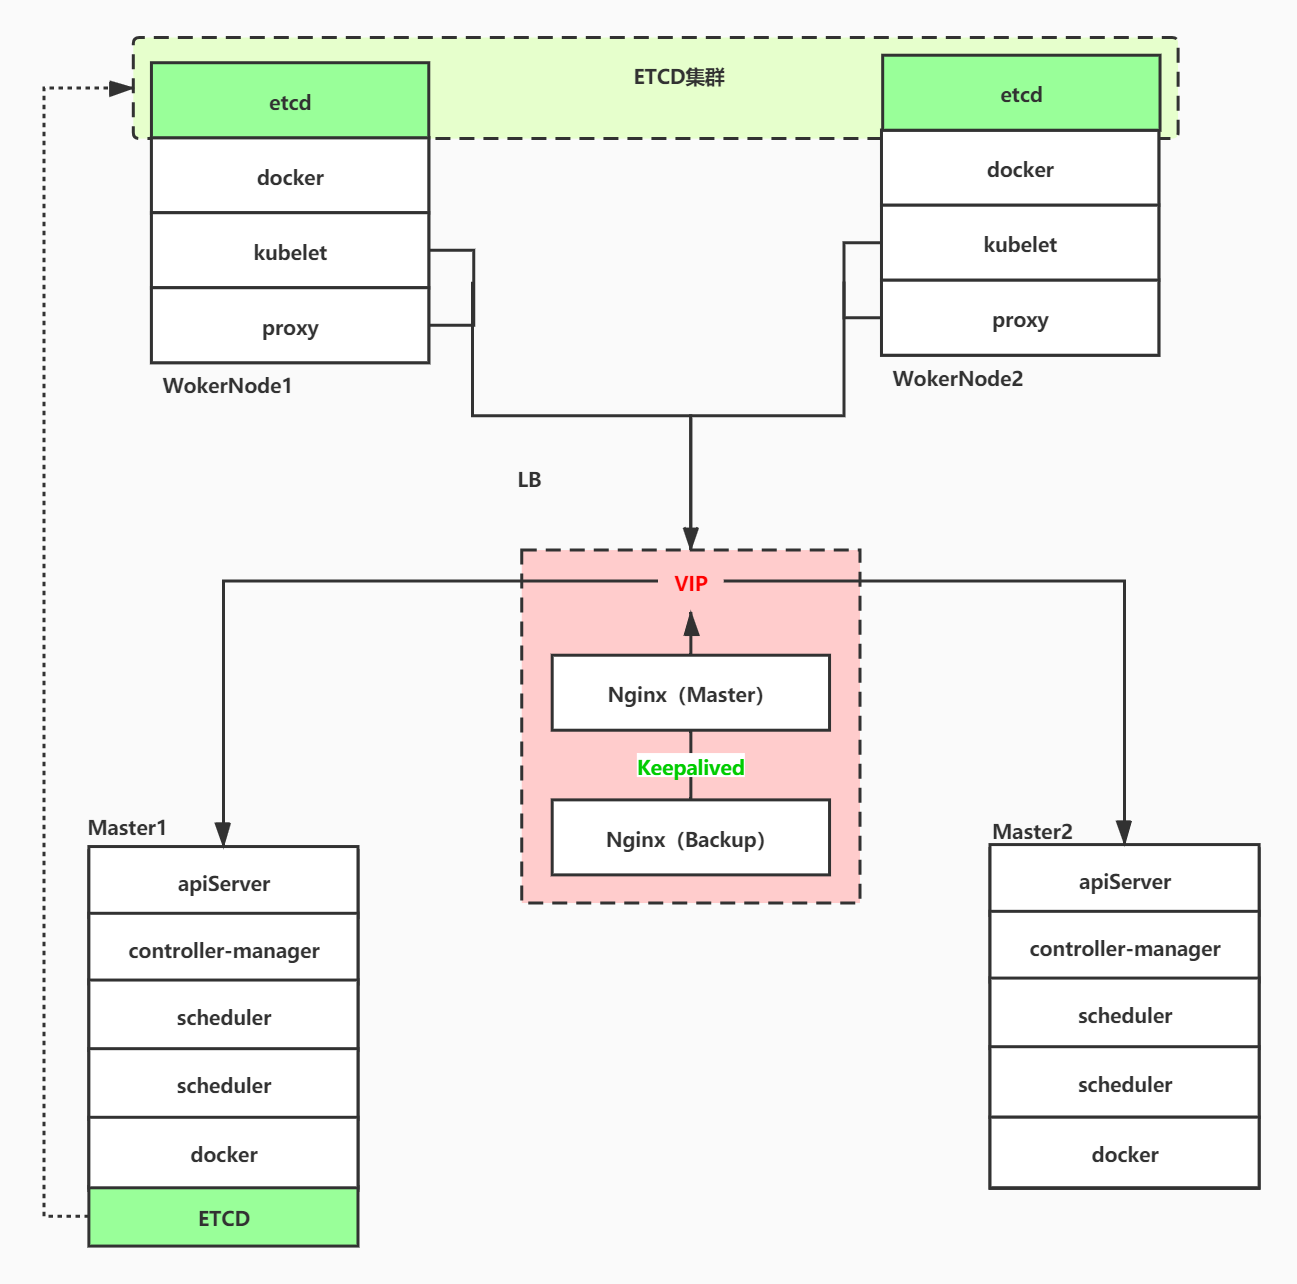 ETCD集群
etcd
docker
kubelet
proxy
WokerNode1
etcd
docker
kubelet
proxy
WokerNode2
LB
VIP
Nginx（Master）
Keepalived
Nginx（Backup）
Master1
apiServer
controller-manager
scheduler
scheduler
docker
ETCD
Master2
apiServer
controller-manager
scheduler
scheduler
docker